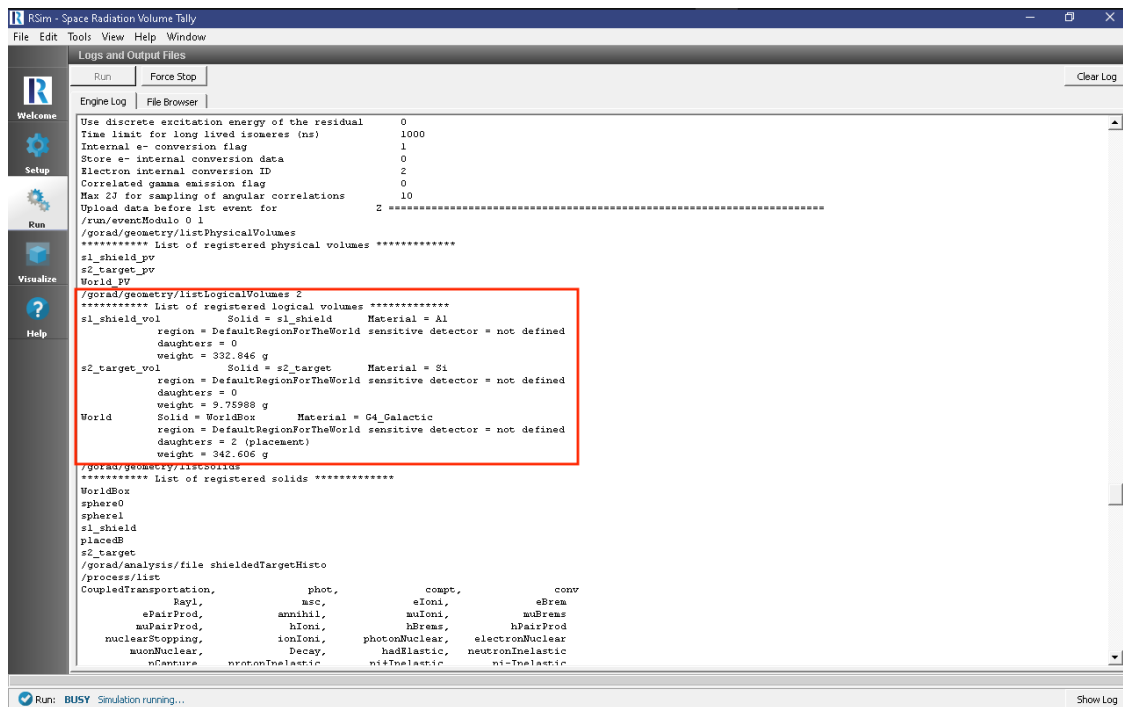 RSim - Space Radiation Volume Tally
File Edit Tools View Help Window
Logs and Output Files
Run Force Stop Clear Log
Engine Log File Browser
Welcome
Setup
Run
Visualize
Help
Use discrete excitation energy of the residual 0
Time limit for long lived isomeres (ns) 1000
Internal e- conversion flag 1
Store e- internal conversion data 0
Electron internal conversion ID 2
Correlated gamma emission flag 0
Max 2J for sampling of angular correlations 10
Upload data before 1st event for Z ========================================================================
/run/eventModulo 0 1
/gorad/geometry/listPhysicalVolumes
*********** List of registered physical volumes *************
s1_shield_pv
s2_target_pv
World_PV
/gorad/geometry/listLogicalVolumes 2
*********** List of registered logical volumes *************
s1_shield_vol Solid = s1_shield Material = Al
region = DefaultRegionForTheWorld sensitive detector = not defined
daughters = 0
weight = 332.846 g
s2_target_vol Solid = s2_target Material = Si
region = DefaultRegionForTheWorld sensitive detector = not defined
daughters = 0
weight = 9.75988 g
World Solid = WorldBox Material = G4_Galactic
region = DefaultRegionForTheWorld sensitive detector = not defined
daughters = 2 (placement)
weight = 342.606 g
/gorad/geometry/listSolids
*********** List of registered solids *************
WorldBox
sphere0
sphere1
s1_shield
placedB
s2_target
/gorad/analysis/file shieldedTargetHisto
/process/list
CoupledTransportation, phot, compt, conv
Rayl, msc, eIoni, eBrem
ePairProd, annihil, muIoni, muBrems
muPairProd, hIoni, hBrems, hPairProd
nuclearStopping, ionIoni, photonNuclear, electronNuclear
muonNuclear, Decay, hadElastic, neutronInelastic
nCapture, protonInelastic, pi+Inelastic, pi-Inelastic
Run: BUSY Simulation running... Show Log